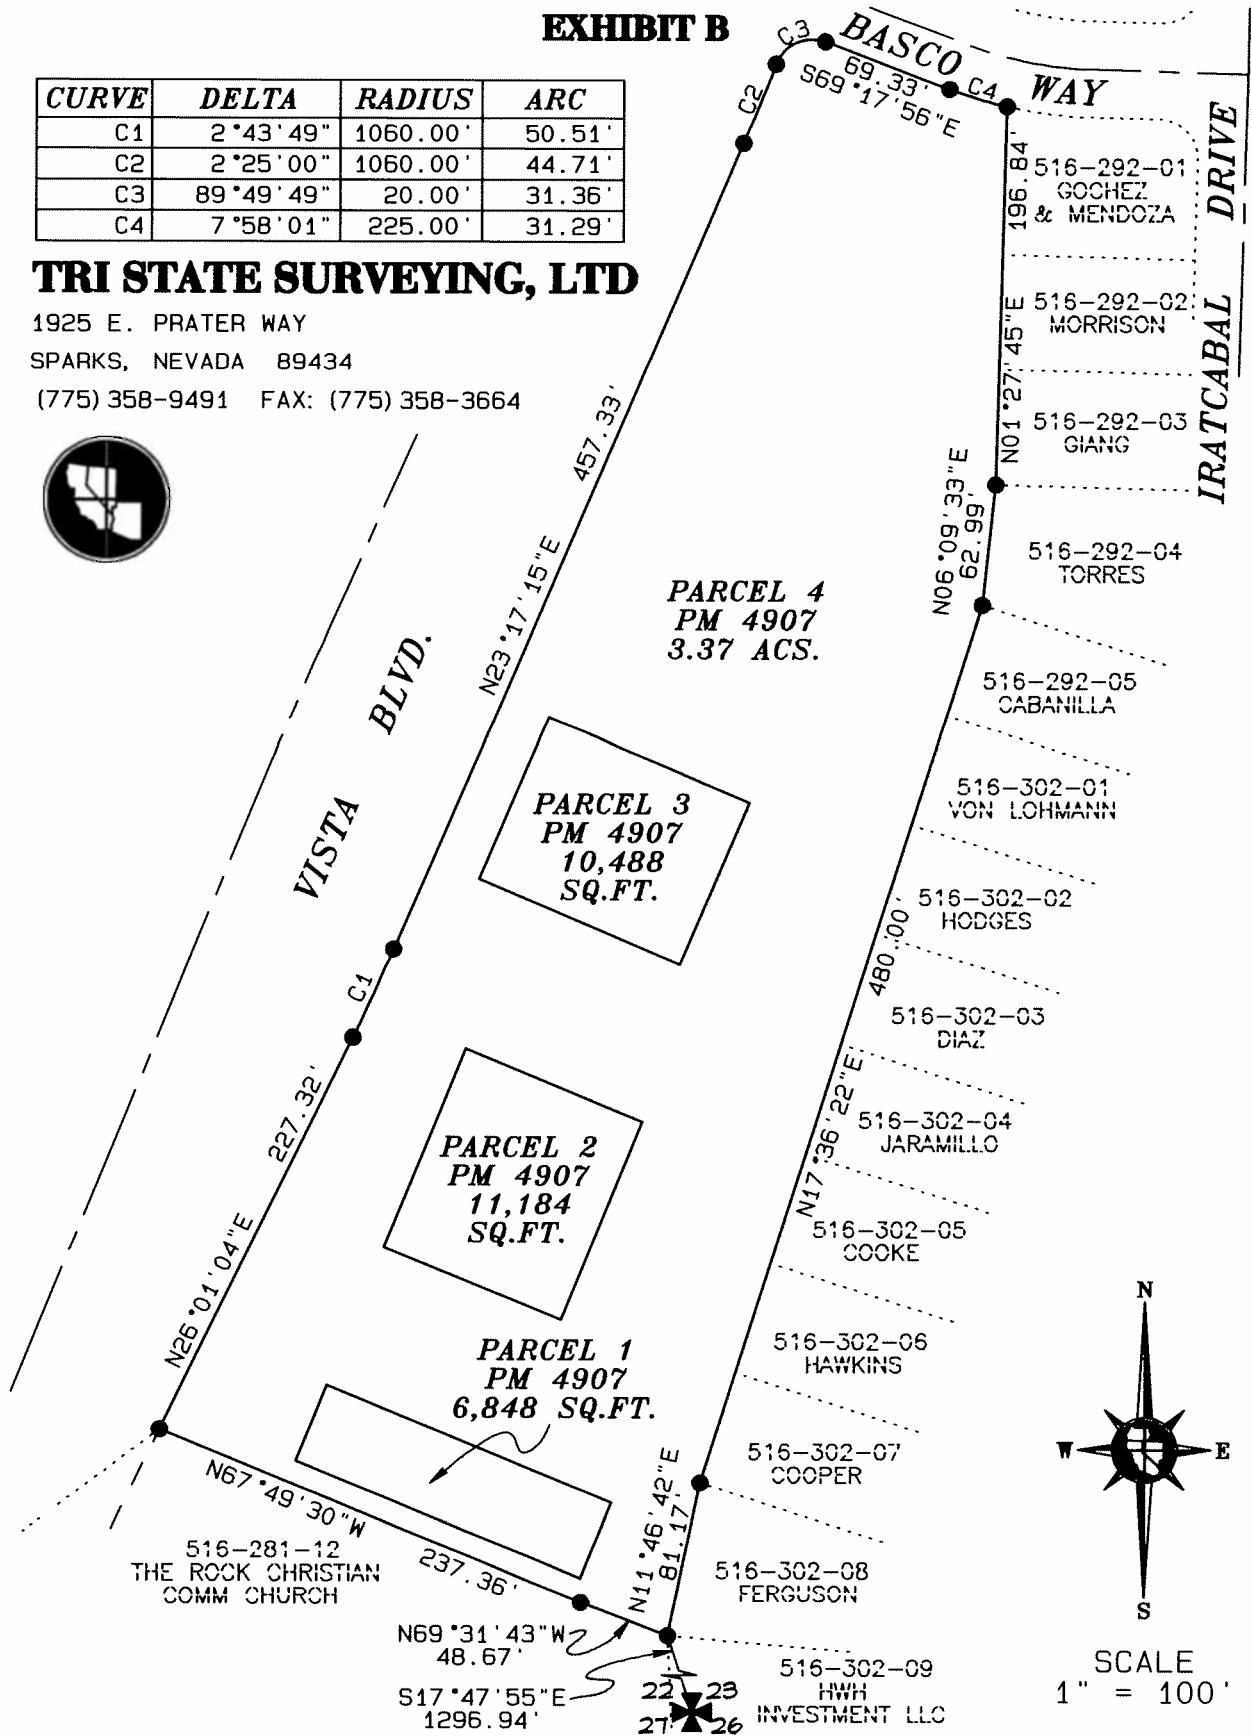 EXHIBIT B
CURVE DELTA RADIUS ARC
C1 2°43'49" 1060.00' 50.51'
C2 2°25'00" 1060.00' 44.71'
C3 89°49'49" 20.00' 31.36'
C4 7°58'01" 225.00' 31.29'
TRI STATE SURVEYING, LTD
1925 E. PRATER WAY
SPARKS, NEVADA 89434
(775) 358-9491 FAX: (775) 358-3664
C3
C2
BASCO WAY
69.33'
S69°17'56"E
C4
IRATCABAL DRIVE
196.84'
N01°27'45"E
516-292-01
GOCHEZ
& MENDOZA
516-292-02
MORRISON
516-292-03
GIANG
N06°09'33"E
62.99'
516-292-04
TORRES
457.33'
N23°17'15"E
VISTA BLVD.
PARCEL 4
PM 4907
3.37 ACS.
516-292-05
CABANILLA
516-302-01
VON LOHMANN
PARCEL 3
PM 4907
10,488
SQ.FT.
516-302-02
HODGES
480.00'
N17°36'22"E
516-302-03
DIAZ
C1
227.32'
N26°01'04"E
516-302-04
JARAMILLO
PARCEL 2
PM 4907
11,184
SQ.FT.
516-302-05
COOKE
516-302-06
HAWKINS
PARCEL 1
PM 4907
6,848 SQ.FT.
516-302-07
COOPER
N67°49'30"W
237.36'
N11°46'42"E
81.17'
516-281-12
THE ROCK CHRISTIAN
COMM CHURCH
516-302-08
FERGUSON
N69°31'43"W
48.67'
S17°47'55"E
1296.94'
516-302-09
HWH
INVESTMENT LLC
22 23
27 26
N
W E
S
SCALE
1" = 100'